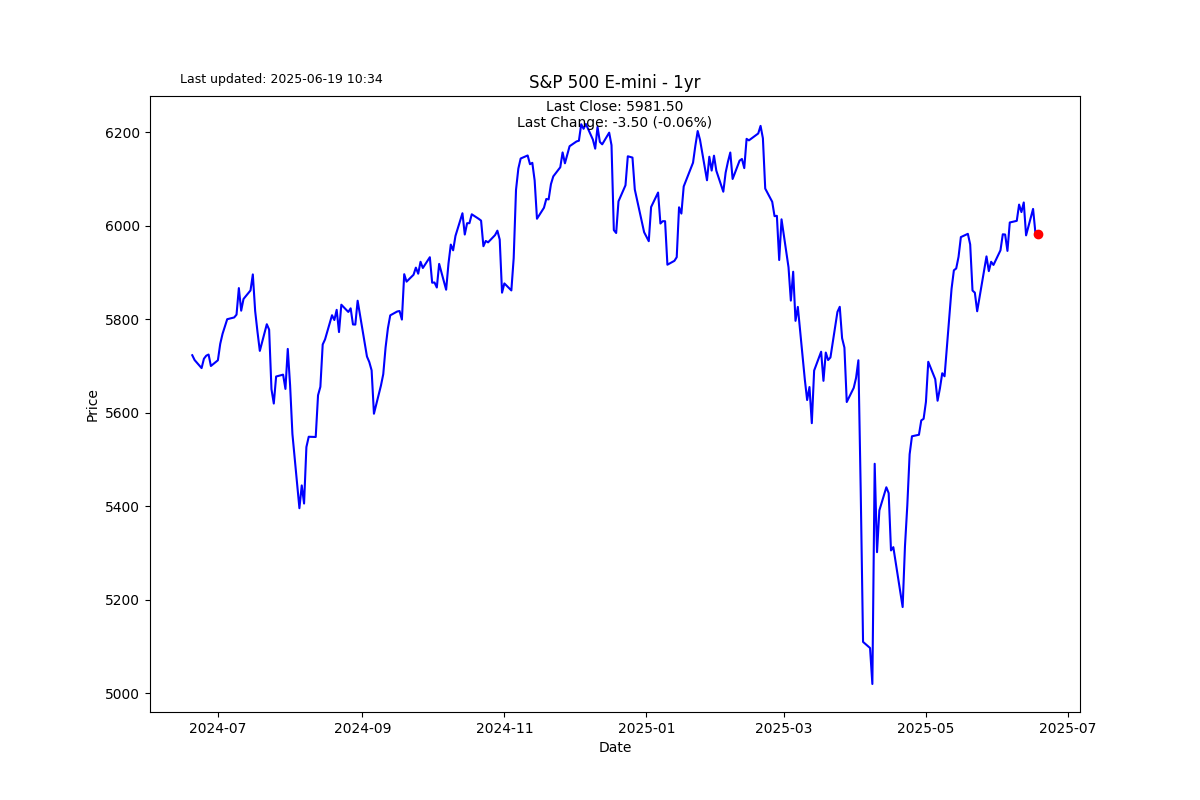 Last updated: 2025-06-19 10:34
S&P 500 E-mini - 1yr
Last Close: 5981.50
Last Change: -3.50 (-0.06%)
6200
6000
5800
5600
5400
5200
5000
Price
2024-07
2024-09
2024-11
2025-01
2025-03
2025-05
2025-07
Date